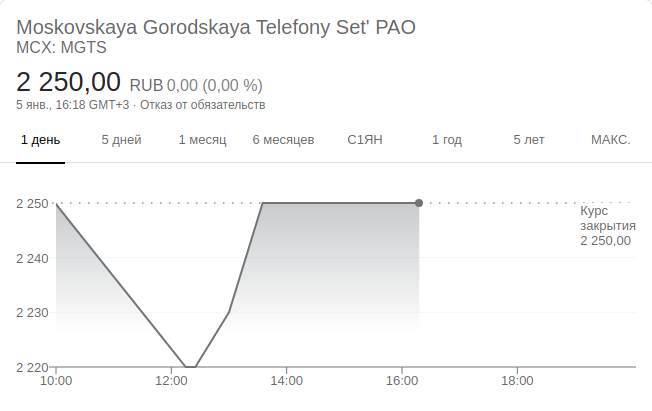 Moskovskaya Gorodskaya Telefony Set' PAO
MCX: MGTS
2 250,00 RUB 0,00 (0,00 %)
5 янв., 16:18 GMT+3 · Отказ от обязательств
1 день 5 дней 1 месяц 6 месяцев С1ЯН 1 год 5 лет МАКС.
2 250
Курс
закрытия
2 250,00
2 240
2 230
2 220
10:00 12:00 14:00 16:00 18:00